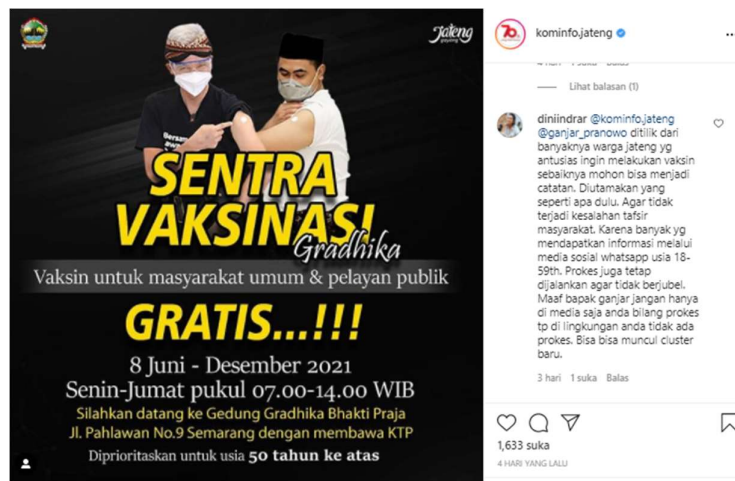 Jateng
gayeng
Bersam
awa
SENTRA
VAKSINASI
Gradhika
Vaksin untuk masyarakat umum & pelayan publik
GRATIS...!!!
8 Juni - Desember 2021
Senin-Jumat pukul 07.00-14.00 WIB
Silahkan datang ke Gedung Gradhika Bhakti Praja
Jl. Pahlawan No.9 Semarang dengan membawa KTP
Diprioritaskan untuk usia 50 tahun ke atas
kominfo.jateng
Lihat balasan (1)
diniindrar @kominfo.jateng
@ganjar_pranowo ditilik dari
banyaknya warga jateng yg
antusias ingin melakukan vaksin
sebaiknya mohon bisa menjadi
catatan. Diutamakan yang
seperti apa dulu. Agar tidak
terjadi kesalahan tafsir
masyarakat. Karena banyak yg
mendapatkan informasi melalui
media sosial whatsapp usia 18-
59th. Prokes juga tetap
dijalankan agar tidak berjubel.
Maaf bapak ganjar jangan hanya
di media saja anda bilang prokes
tp di lingkungan anda tidak ada
prokes. Bisa bisa muncul cluster
baru.
3 hari 1 suka Balas
1,633 suka
4 HARI YANG LALU